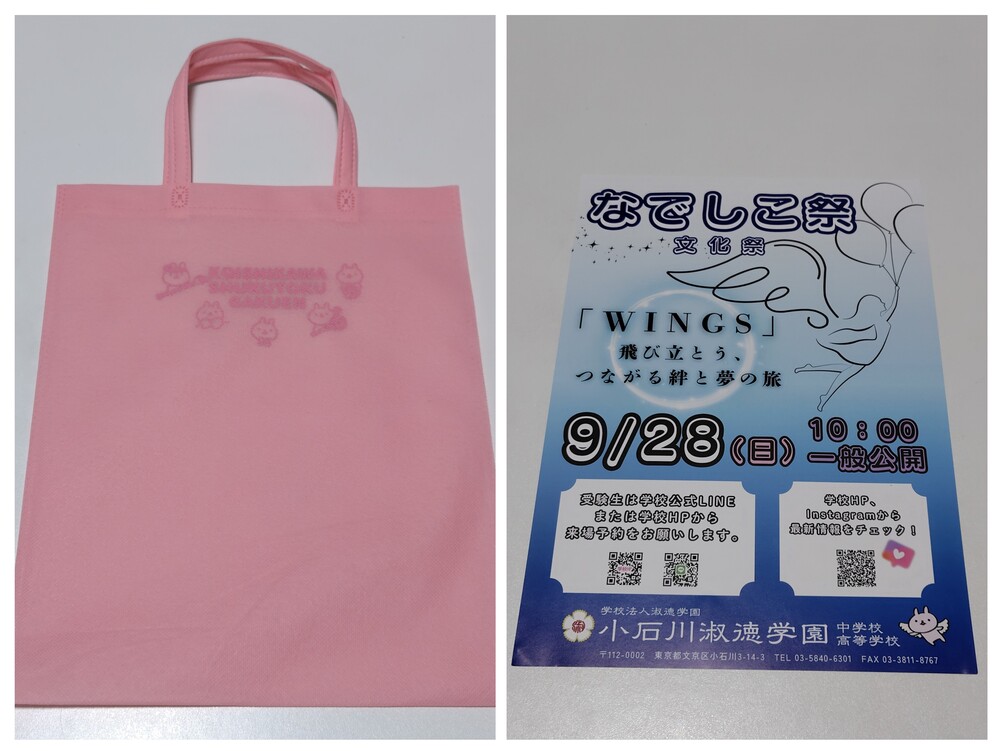 KOISHIKAWA
SHUKUTOKU
GAKUEN
なでしこ祭
文化祭
「WINGS」
飛び立とう、
つながる絆と夢の旅
9/28(日)
10:00
一般公開
受験生は学校公式LINE
または学校HPから
来場予約をお願いします。
学校HP、
Instagramから
最新情報をチェック!
学校法人淑徳学園
小石川淑徳学園
中学校
高等学校
〒112-0002 東京都文京区小石川3-14-3 TEL 03-5840-6301 FAX 03-3811-8767